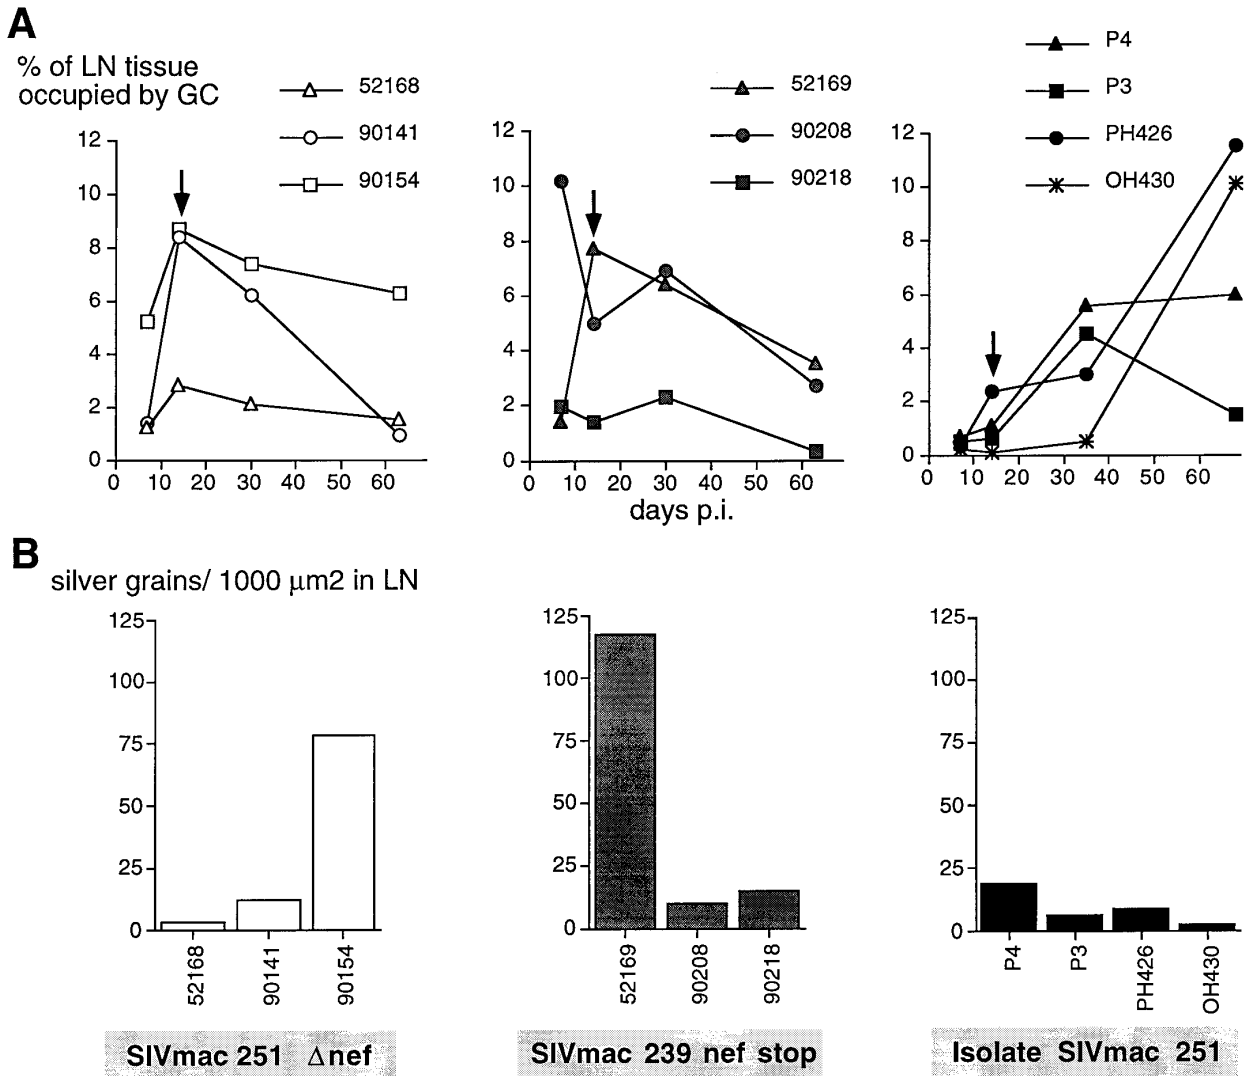 A
% of LN tissue
occupied by GC
52168
90141
90154
12
10
8
6
4
2
0
0 10 20 30 40 50 60
52169
90208
90218
12
10
8
6
4
2
0
0 10 20 30 40 50 60
days p.i.
P4
P3
PH426
OH430
12
10
8
6
4
2
0
0 10 20 30 40 50 60
B
silver grains/ 1000 µm2 in LN
125
100
75
50
25
0
52168
90141
90154
SIVmac 251 Δ nef
125
100
75
50
25
0
52169
90208
90218
SIVmac 239 nef stop
125
100
75
50
25
0
P4
P3
PH426
OH430
Isolate SIVmac 251